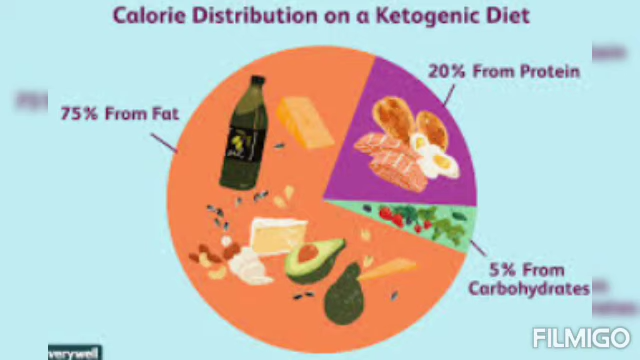 Calorie Distribution on a Ketogenic Diet
20% From Protein
75% From Fat
5% From
Carbohydrates
verywell
FILMIGO